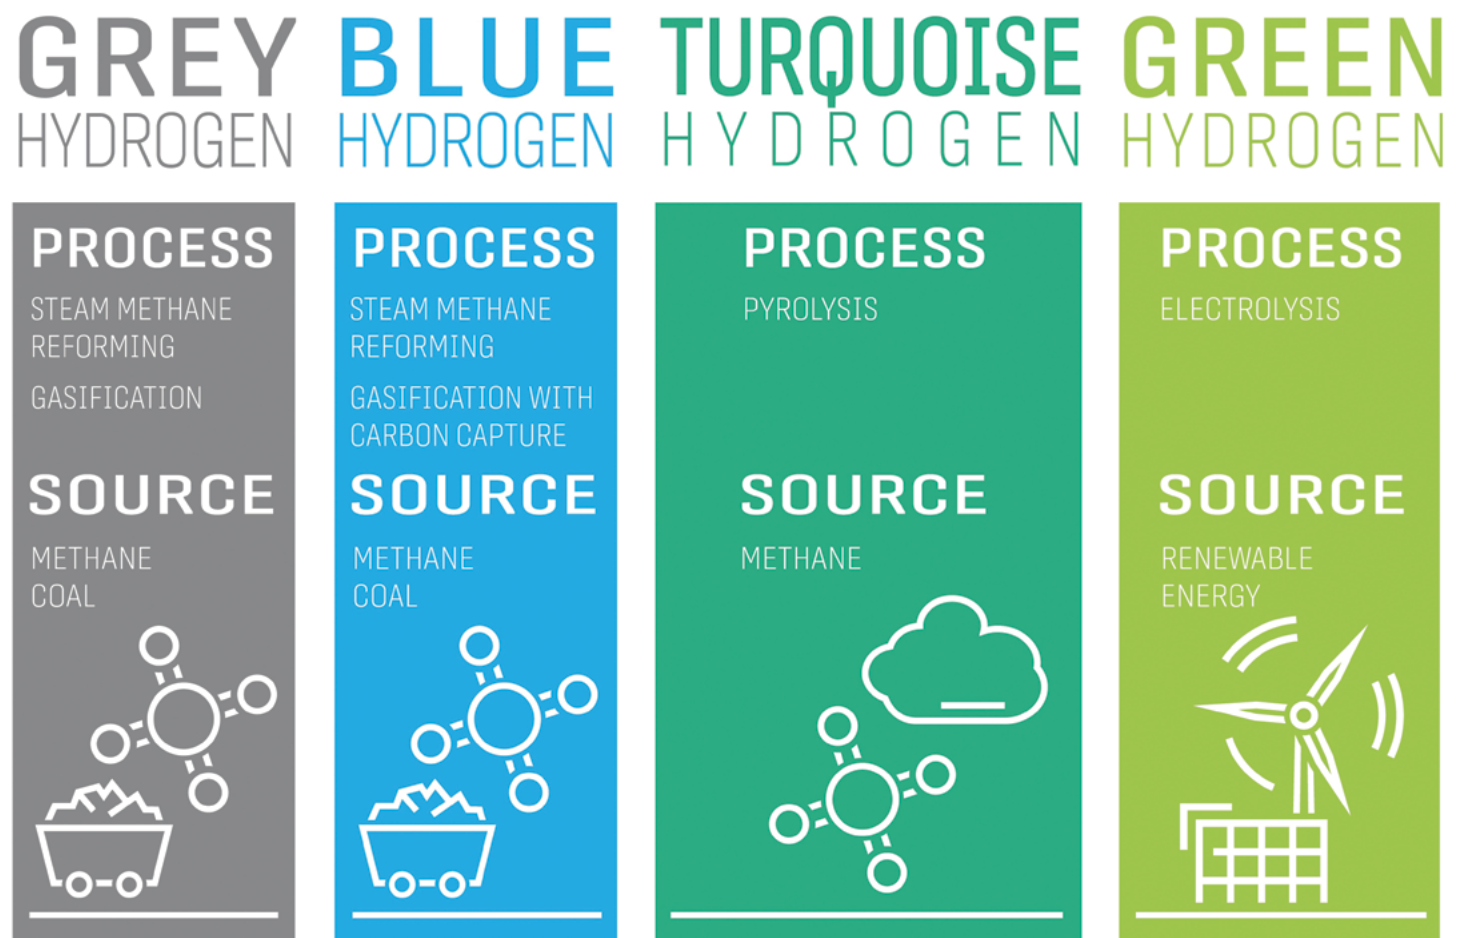 GREY
HYDROGEN
PROCESS
STEAM METHANE
REFORMING
GASIFICATION
SOURCE
METHANE
COAL
BLUE
HYDROGEN
PROCESS
STEAM METHANE
REFORMING
GASIFICATION WITH
CARBON CAPTURE
SOURCE
METHANE
COAL
TURQUOISE
HYDROGEN
PROCESS
PYROLYSIS
SOURCE
METHANE
GREEN
HYDROGEN
PROCESS
ELECTROLYSIS
SOURCE
RENEWABLE
ENERGY